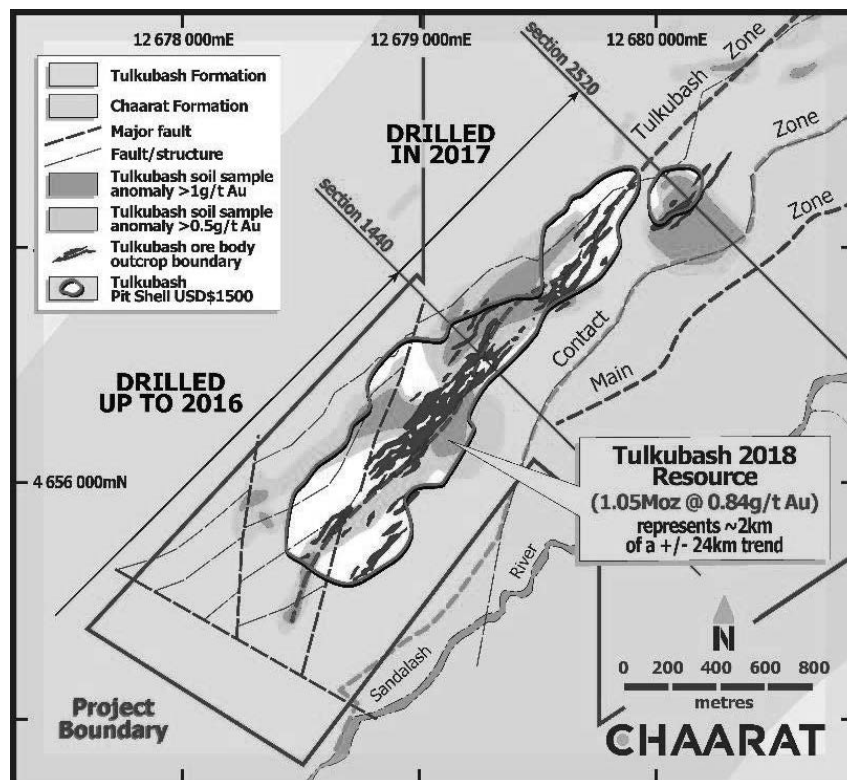 12 678 000mE
12 679 000mE
12 680 000mE
Tulkubash Formation
Chaarat Formation
Major fault
Fault/structure
Tulkubash soil sample
anomaly >1g/t Au
Tulkubash soil sample
anomaly >0.5g/t Au
Tulkubash ore body
outcrop boundary
Tulkubash
Pit Shell USD$1500
DRILLED
IN 2017
section 2520
Tulkubash Zone
Contact Zone
Main Zone
section 1440
DRILLED
UP TO 2016
4 656 000mN
Tulkubash 2018
Resource
(1.05Moz @ 0.84g/t Au)
represents ~2km
of a +/- 24km trend
Sandalash River
Project
Boundary
N
0 200 400 600 800
metres
CHAARAT